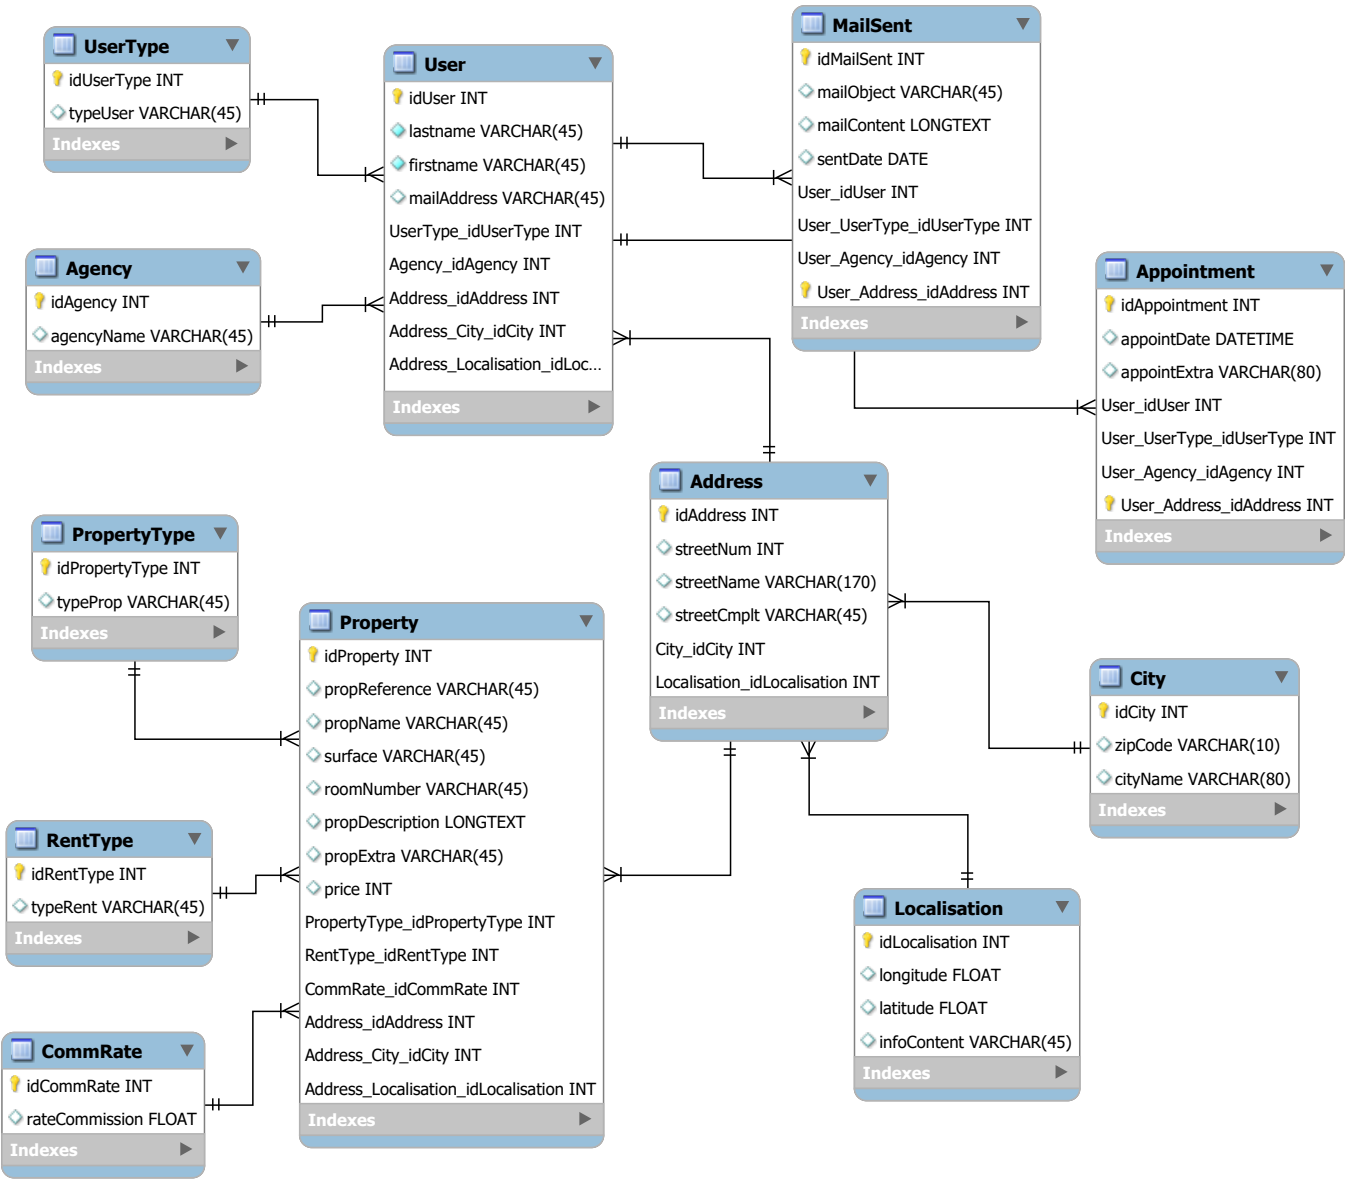 UserType
idUserType INT
typeUser VARCHAR(45)
Indexes
User
idUser INT
lastname VARCHAR(45)
firstname VARCHAR(45)
mailAddress VARCHAR(45)
UserType_idUserType INT
Agency_idAgency INT
Address_idAddress INT
Address_City_idCity INT
Address_Localisation_idLoc...
Indexes
MailSent
idMailSent INT
mailObject VARCHAR(45)
mailContent LONGTEXT
sentDate DATE
User_idUser INT
User_UserType_idUserType INT
User_Agency_idAgency INT
User_Address_idAddress INT
Indexes
Agency
idAgency INT
agencyName VARCHAR(45)
Indexes
Appointment
idAppointment INT
appointDate DATETIME
appointExtra VARCHAR(80)
User_idUser INT
User_UserType_idUserType INT
User_Agency_idAgency INT
User_Address_idAddress INT
Indexes
Address
idAddress INT
streetNum INT
streetName VARCHAR(170)
streetCmplt VARCHAR(45)
City_idCity INT
Localisation_idLocalisation INT
Indexes
PropertyType
idPropertyType INT
typeProp VARCHAR(45)
Indexes
Property
idProperty INT
propReference VARCHAR(45)
propName VARCHAR(45)
surface VARCHAR(45)
roomNumber VARCHAR(45)
propDescription LONGTEXT
propExtra VARCHAR(45)
price INT
PropertyType_idPropertyType INT
RentType_idRentType INT
CommRate_idCommRate INT
Address_idAddress INT
Address_City_idCity INT
Address_Localisation_idLocalisation INT
Indexes
City
idCity INT
zipCode VARCHAR(10)
cityName VARCHAR(80)
Indexes
RentType
idRentType INT
typeRent VARCHAR(45)
Indexes
Localisation
idLocalisation INT
longitude FLOAT
latitude FLOAT
infoContent VARCHAR(45)
Indexes
CommRate
idCommRate INT
rateCommission FLOAT
Indexes